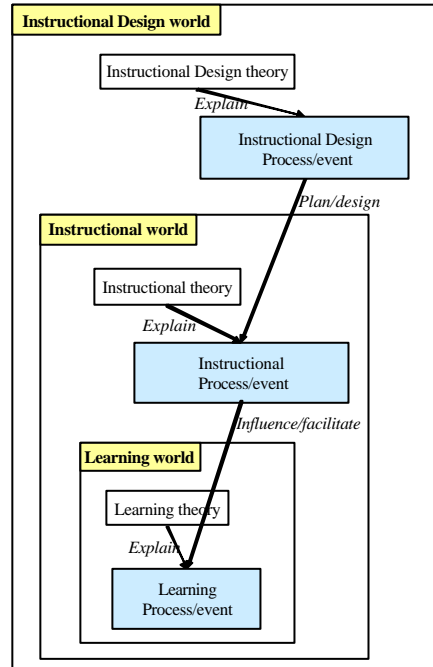 Instructional Design world
Instructional Design theory
Explain
Instructional Design
Process/event
Plan/design
Instructional world
Instructional theory
Explain
Instructional
Process/event
Influence/facilitate
Learning world
Learning theory
Explain
Learning
Process/event